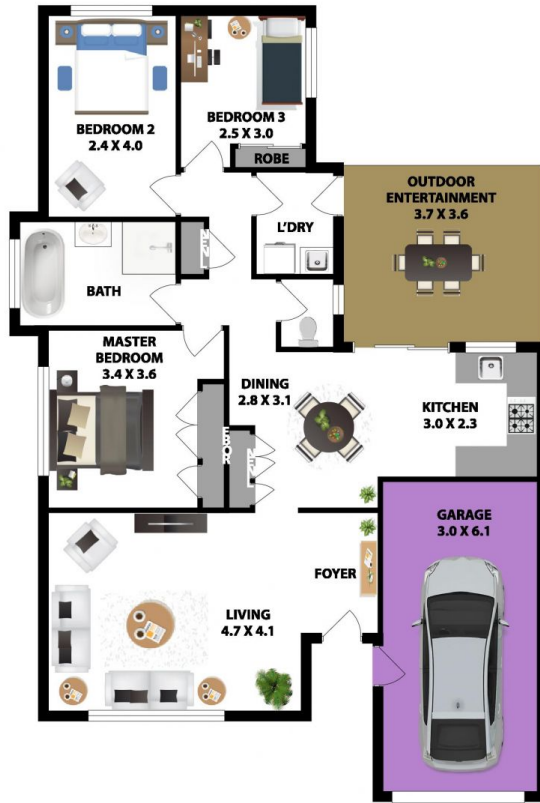 BEDROOM 2
2.4 X 4.0
BEDROOM 3
2.5 X 3.0
ROBE
OUTDOOR
ENTERTAINMENT
3.7 X 3.6
L'DRY
BATH
MASTER
BEDROOM
3.4 X 3.6
DINING
2.8 X 3.1
KITCHEN
3.0 X 2.3
GARAGE
3.0 X 6.1
FOYER
LIVING
4.7 X 4.1